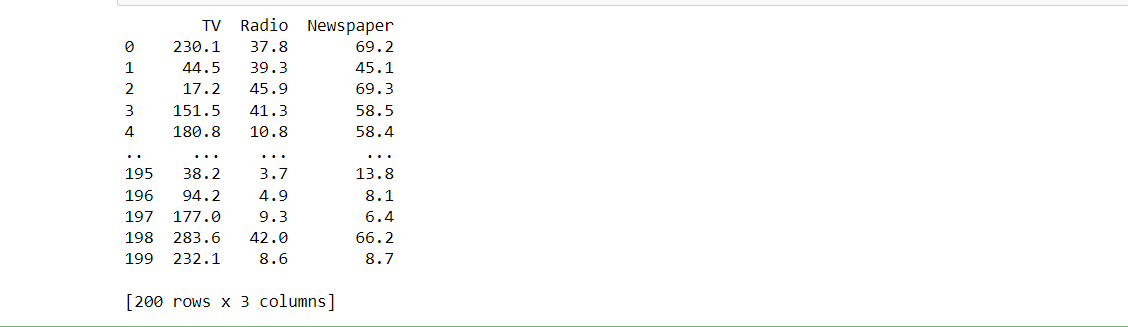 TV Radio Newspaper
0 230.1 37.8 69.2
1 44.5 39.3 45.1
2 17.2 45.9 69.3
3 151.5 41.3 58.5
4 180.8 10.8 58.4
.. ... ... ...
195 38.2 3.7 13.8
196 94.2 4.9 8.1
197 177.0 9.3 6.4
198 283.6 42.0 66.2
199 232.1 8.6 8.7
[200 rows x 3 columns]